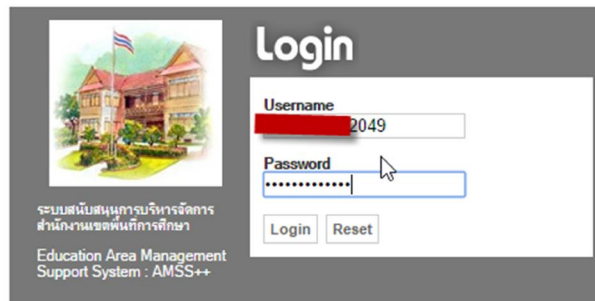 Login
Username
2049
Password
•••••••••••••
Login Reset
ระบบสนับสนุนการบริหารจัดการ
สำนักงานเขตพื้นที่การศึกษา
Education Area Management
Support System : AMSS++